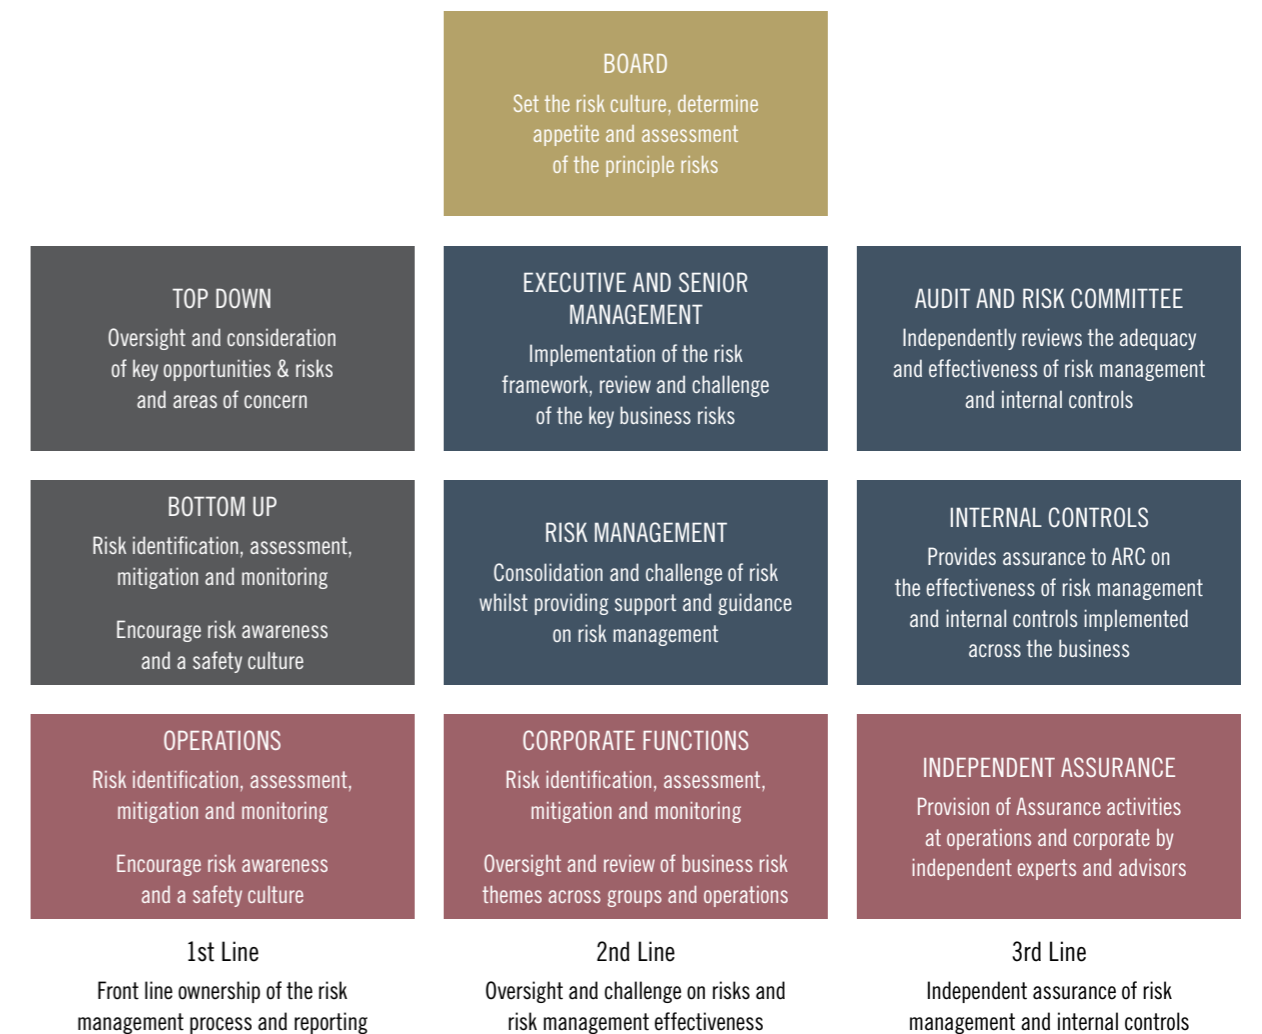 BOARD
Set the risk culture, determine
appetite and assessment
of the principle risks
TOP DOWN
Oversight and consideration
of key opportunities & risks
and areas of concern
EXECUTIVE AND SENIOR
MANAGEMENT
Implementation of the risk
framework, review and challenge
of the key business risks
AUDIT AND RISK COMMITTEE
Independently reviews the adequacy
and effectiveness of risk management
and internal controls
BOTTOM UP
Risk identification, assessment,
mitigation and monitoring
Encourage risk awareness
and a safety culture
RISK MANAGEMENT
Consolidation and challenge of risk
whilst providing support and guidance
on risk management
INTERNAL CONTROLS
Provides assurance to ARC on
the effectiveness of risk management
and internal controls implemented
across the business
OPERATIONS
Risk identification, assessment,
mitigation and monitoring
Encourage risk awareness
and a safety culture
CORPORATE FUNCTIONS
Risk identification, assessment,
mitigation and monitoring
Oversight and review of business risk
themes across groups and operations
INDEPENDENT ASSURANCE
Provision of Assurance activities
at operations and corporate by
independent experts and advisors
1st Line
Front line ownership of the risk
management process and reporting
2nd Line
Oversight and challenge on risks and
risk management effectiveness
3rd Line
Independent assurance of risk
management and internal controls